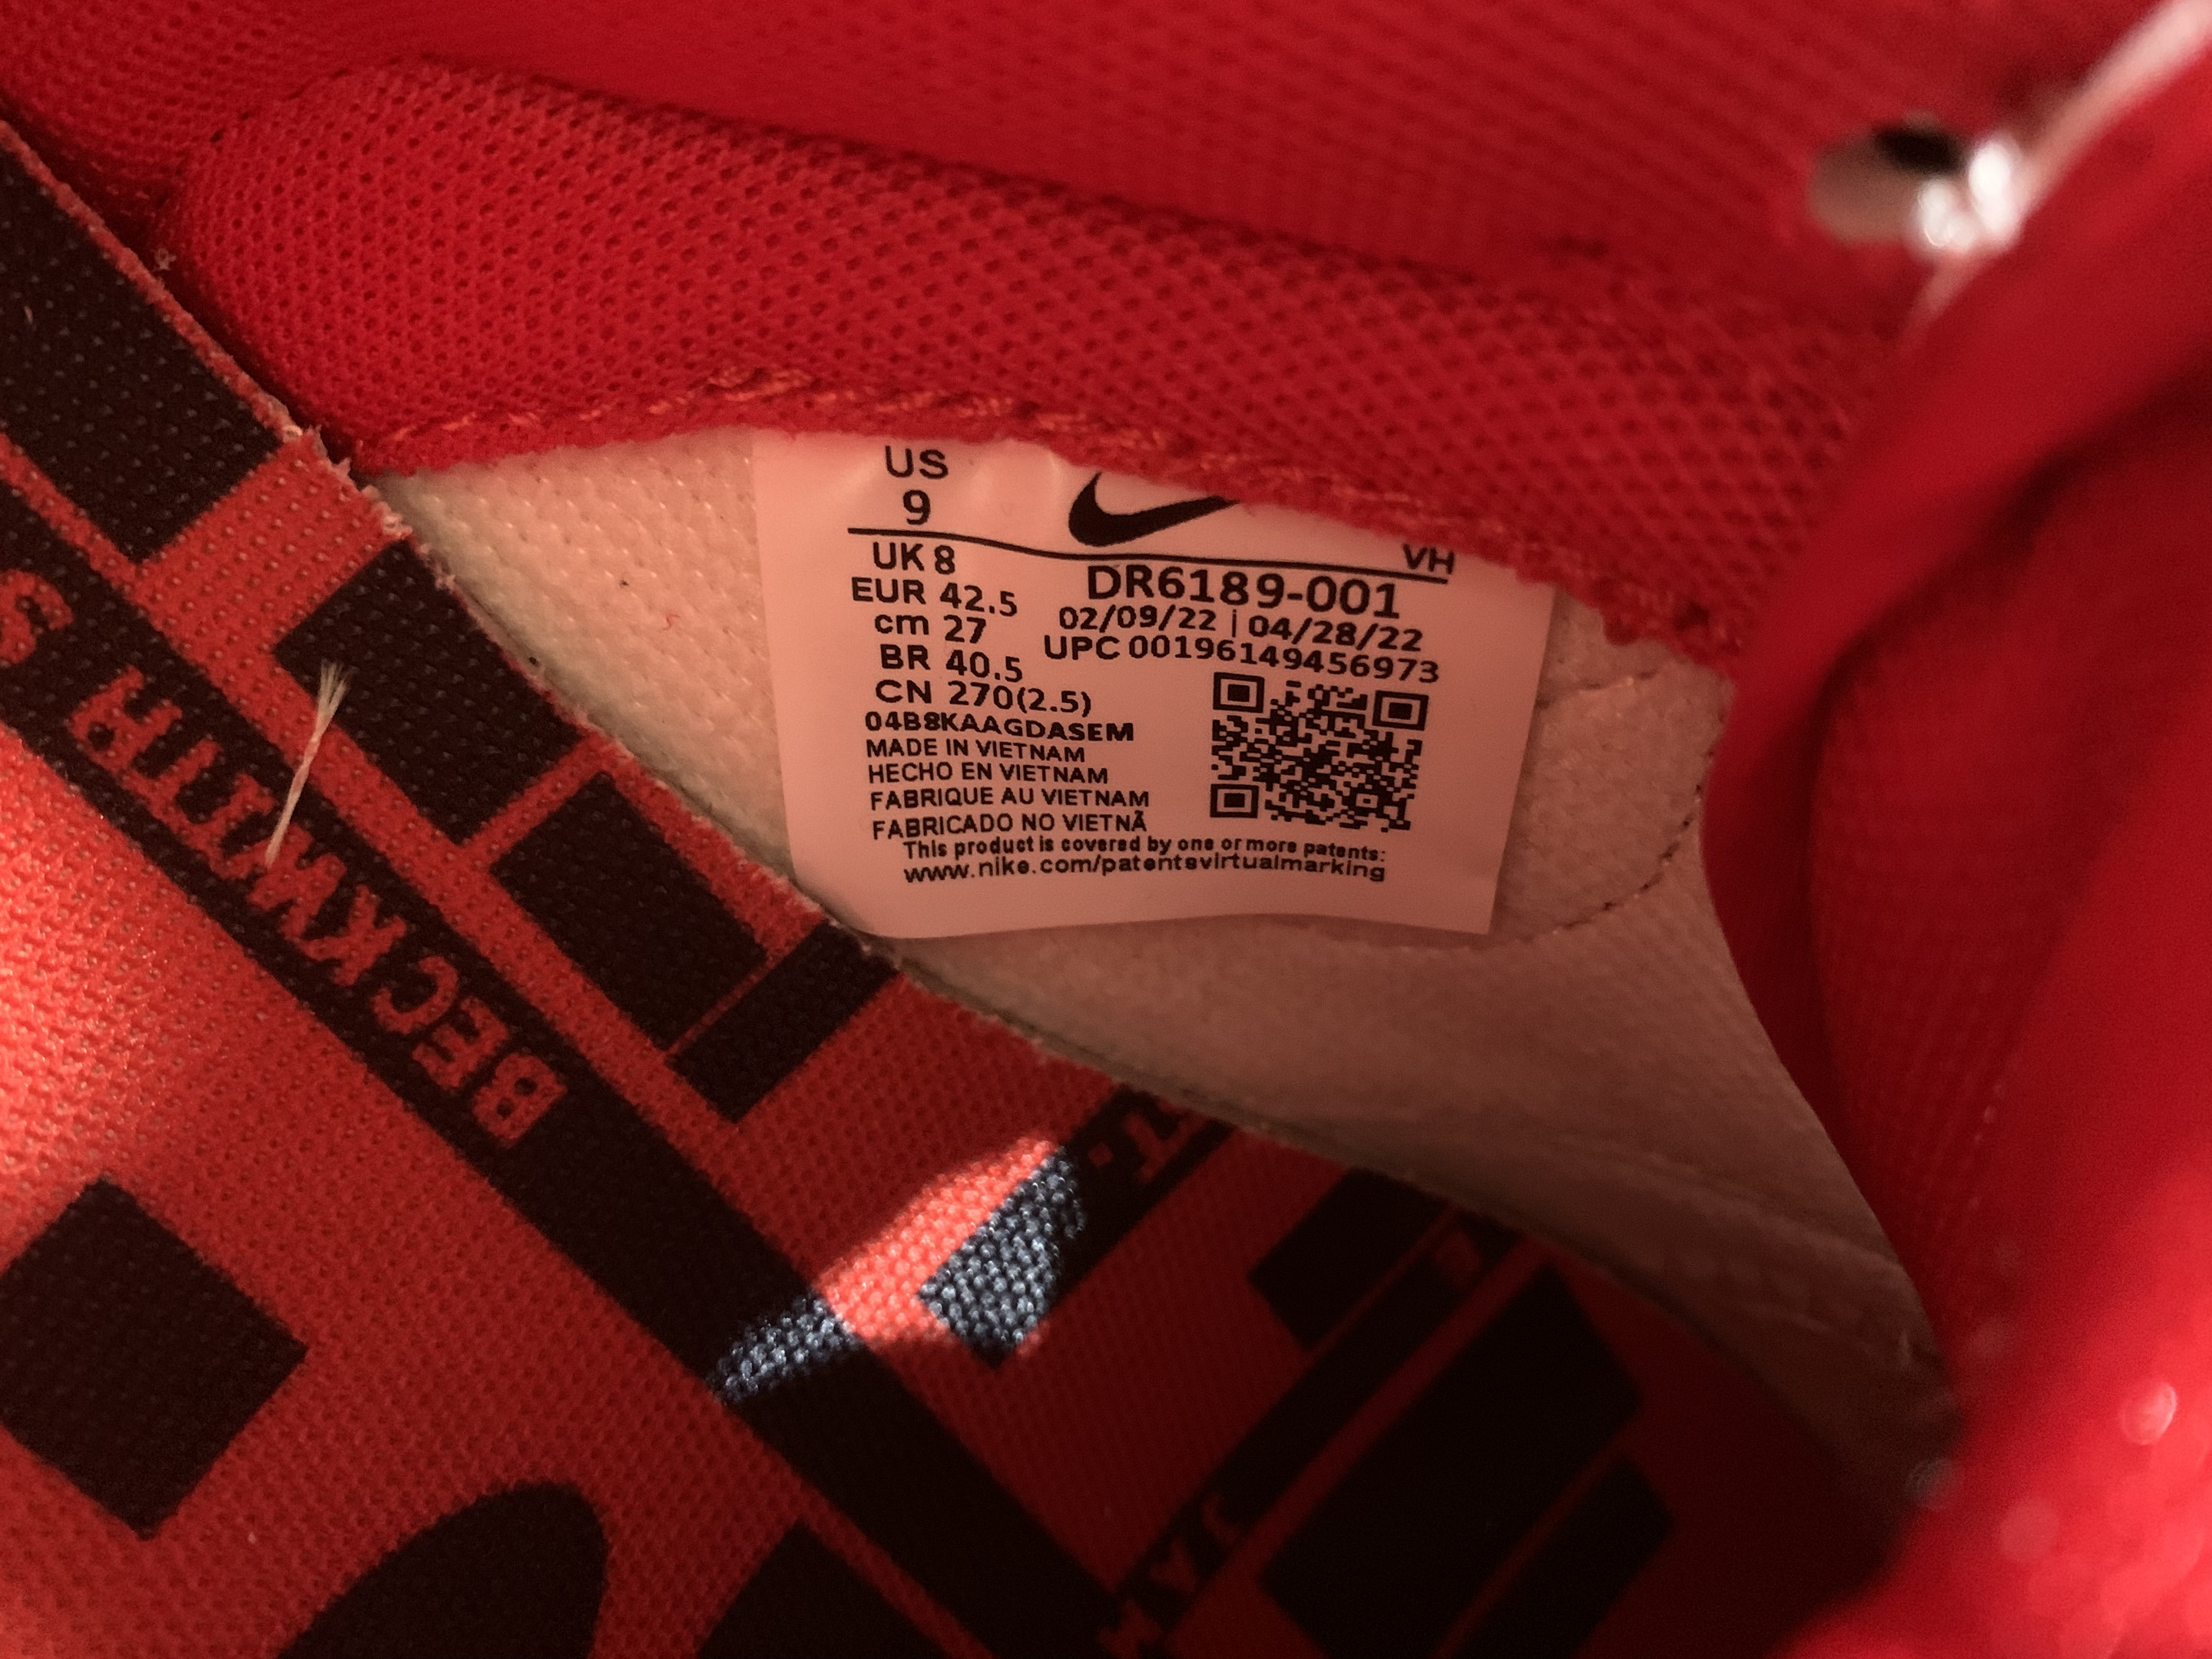 US
9
VH
UK 8
EUR 42.5
cm 27
BR 40.5
CN 270(2.5)
DR6189-001
02/09/22 | 04/28/22
UPC 00196149456973
04B8KAAGDASEM
MADE IN VIETNAM
HECHO EN VIETNAM
FABRIQUE AU VIETNAM
FABRICADO NO VIETNÃ
This product is covered by one or more patents:
www.nike.com/patentsvirtualmarking
BECKWITH S